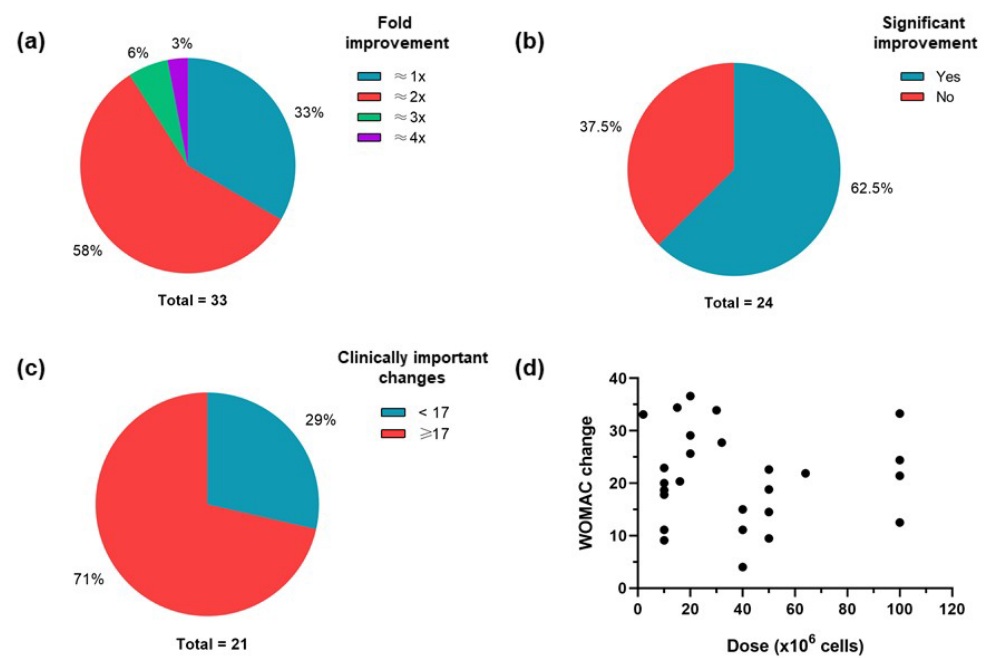 (a)
Fold
improvement
≈1x
≈2x
≈3x
≈4x
3%
6%
33%
58%
Total = 33
(b)
Significant
improvement
Yes
No
37.5%
62.5%
Total = 24
(c)
Clinically important
changes
< 17
⩾17
29%
71%
Total = 21
(d)
WOMAC change
40
30
20
10
0
0 20 40 60 80 100 120
Dose (x10⁶ cells)